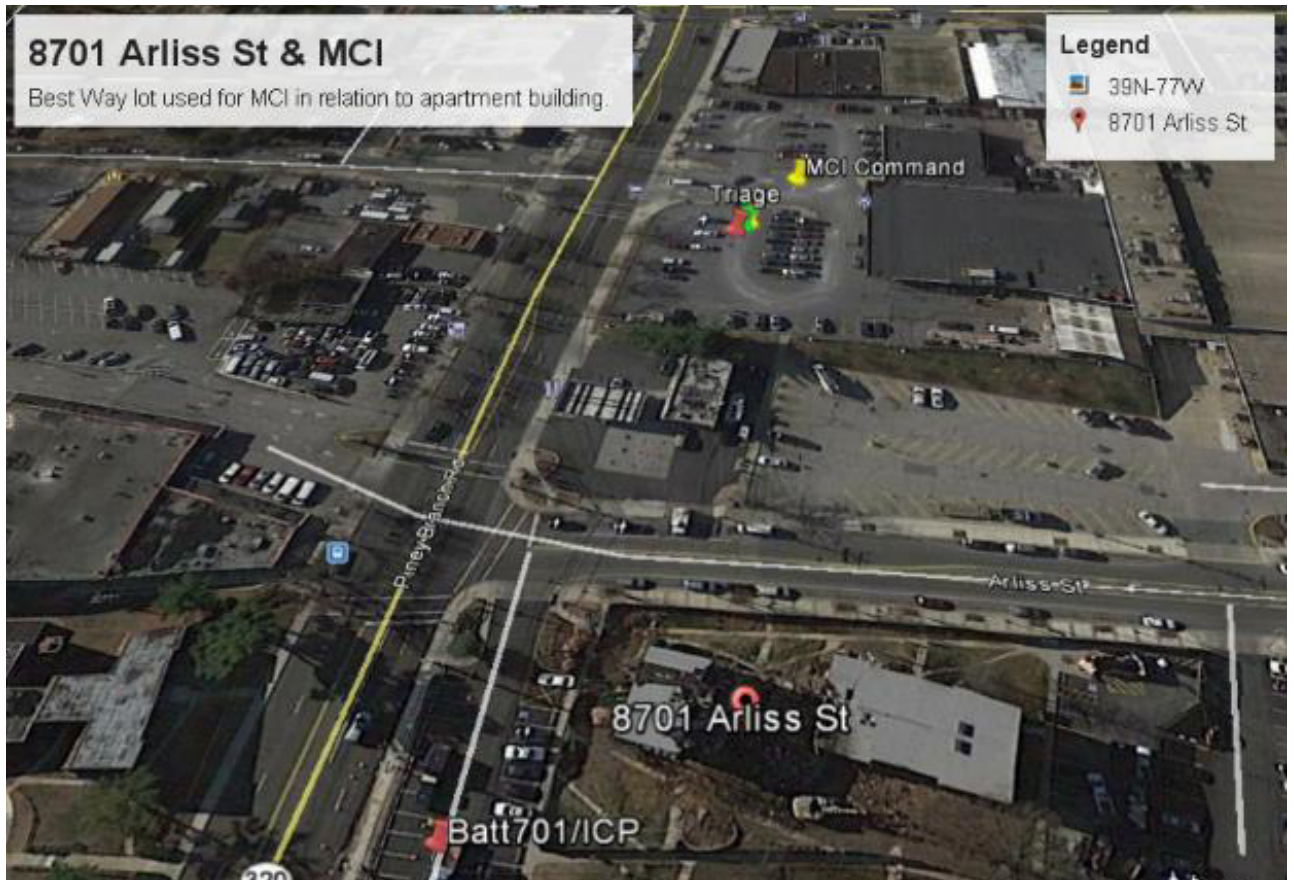 8701 Arliss St & MCI
Best Way lot used for MCI in relation to apartment building.
Legend
39N-77W
8701 Arliss St
MCI Command
Triage
Piney Branch Rd
Arliss St
8701 Arliss St
Batt701/ICP
320